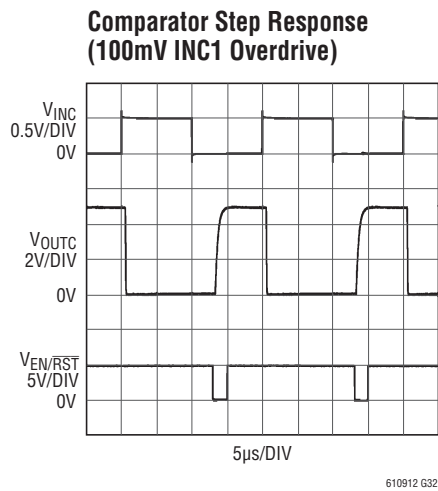 Comparator Step Response
(100mV INC1 Overdrive)
VINC
0.5V/DIV
0V
VOUTC
2V/DIV
0V
VEN/RST
5V/DIV
0V
5µs/DIV
610912 G32